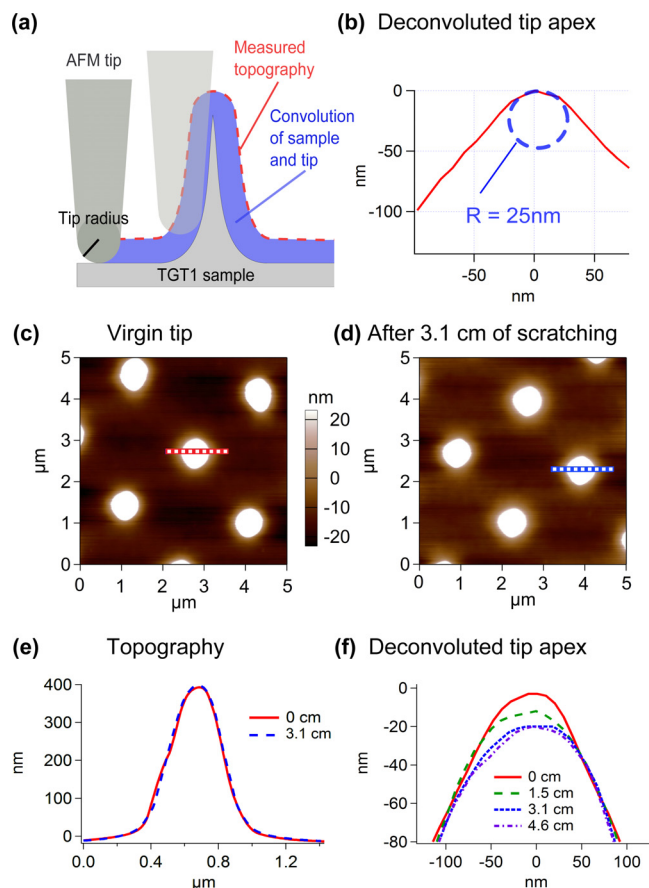 (a)
AFM tip
Measured
topography
Convolution
of sample
and tip
Tip radius
TGT1 sample
(b) Deconvoluted tip apex
0
-50
-100
nm
R = 25nm
-50 0 50
nm
(c) Virgin tip
5
4
3
2
1
0
µm
0 1 2 3 4 5
µm
nm
20
10
0
-10
-20
(d) After 3.1 cm of scratching
5
4
3
2
1
0
µm
0 1 2 3 4 5
µm
(e) Topography
400
300
200
100
0
nm
0 cm
3.1 cm
0.0 0.4 0.8 1.2
µm
(f) Deconvoluted tip apex
0
-20
-40
-60
-80
nm
0 cm
1.5 cm
3.1 cm
4.6 cm
-100 -50 0 50 100
nm